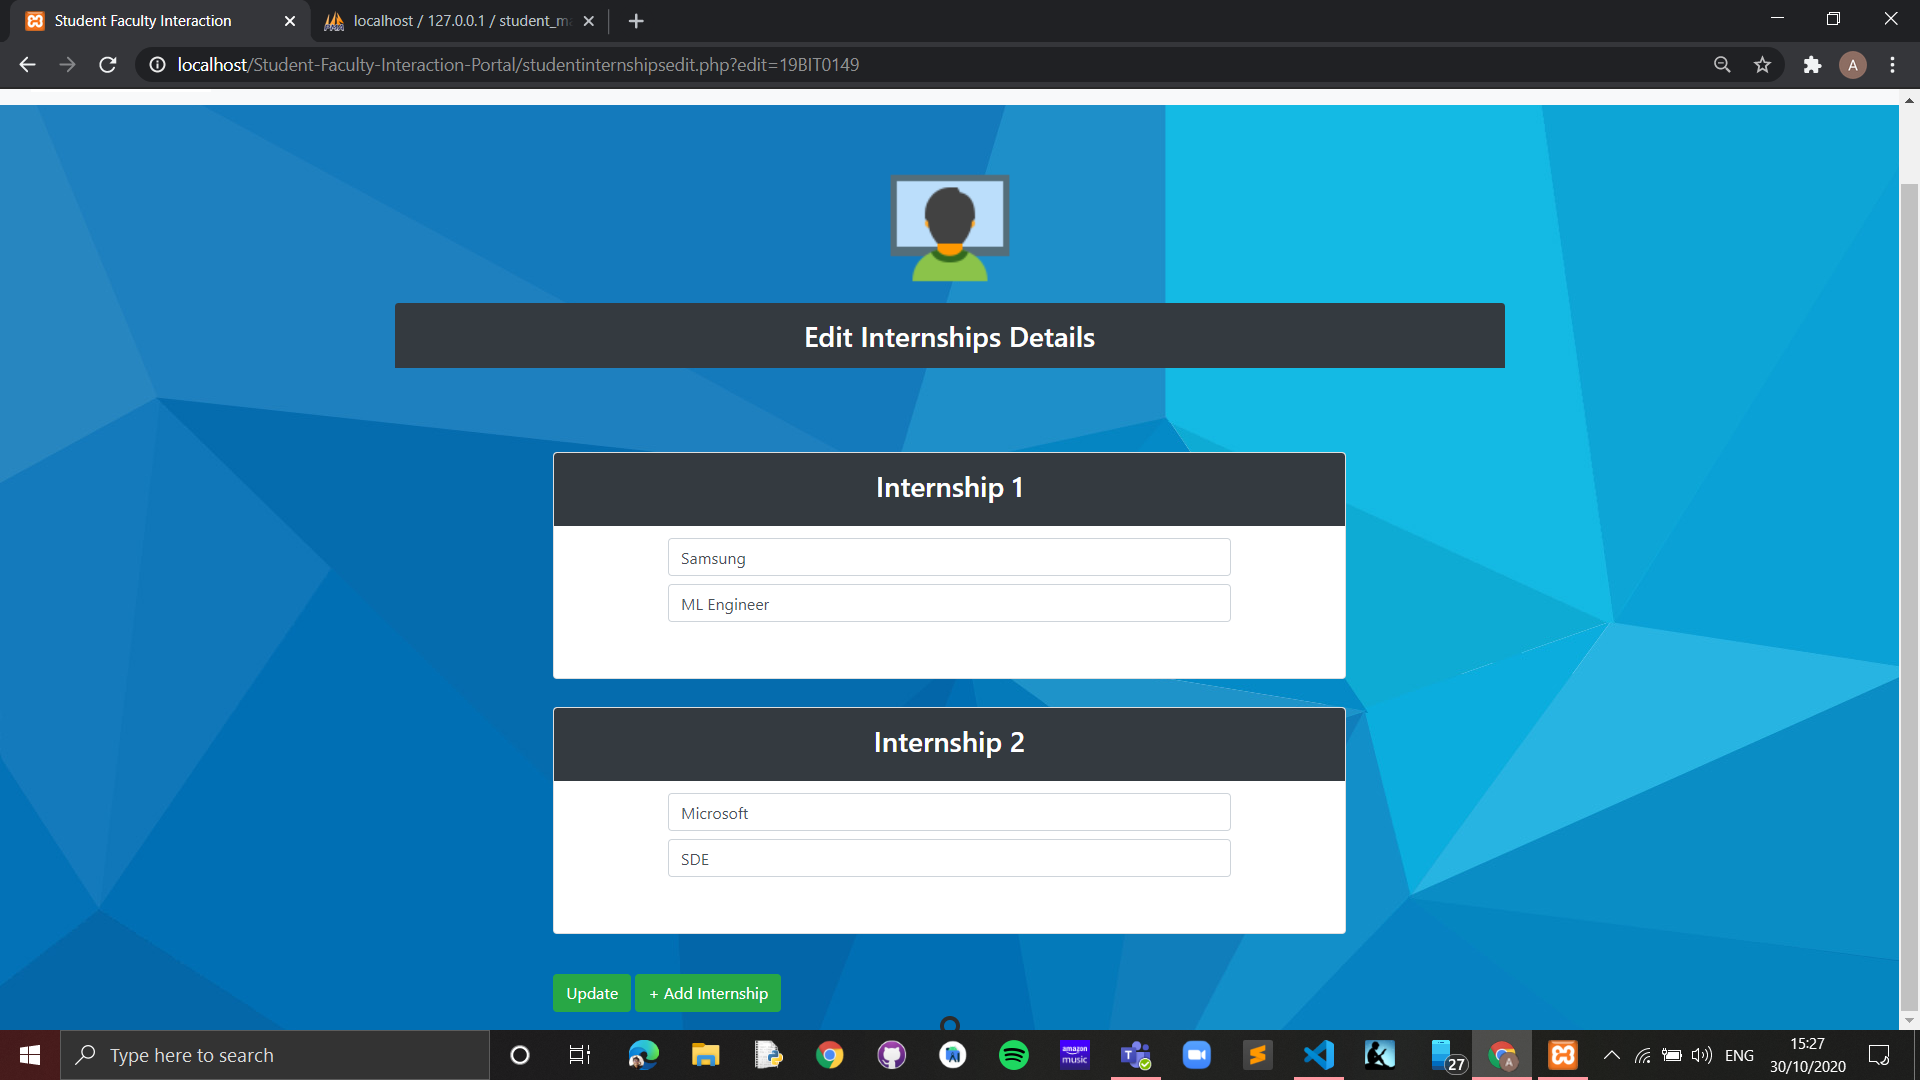 Student Faculty Interaction
localhost / 127.0.0.1 / student_m
localhost/Student-Faculty-Interaction-Portal/studentinternshipsedit.php?edit=19BIT0149
A
Edit Internships Details
Internship 1
Samsung
ML Engineer
Internship 2
Microsoft
SDE
Update
+ Add Internship
Type here to search
amazon music
27
A
ENG
15:27
30/10/2020